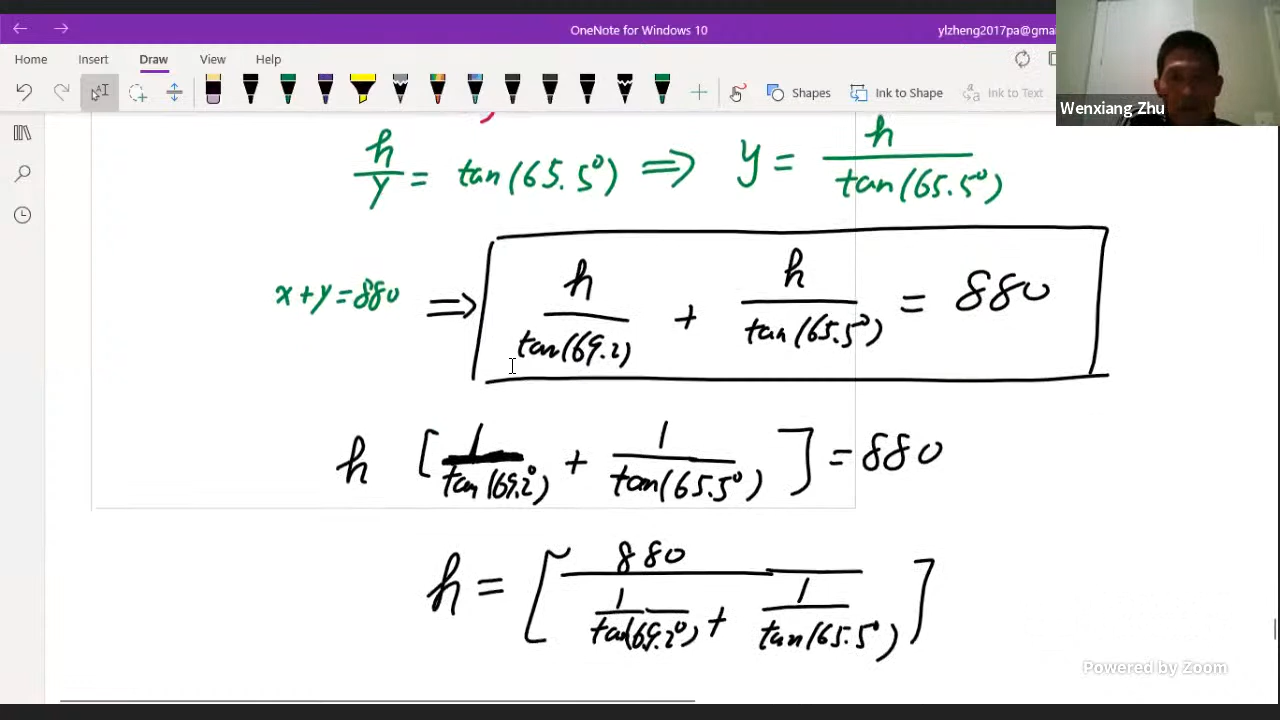 OneNote for Windows 10
ylzheng2017pa@gmai
Home Insert Draw View Help
Shapes Ink to Shape Ink to Text
Wenxiang Zhu
h/y = tan(65.5°) ⇒ y = h/tan(65.5°)
x+y=880 ⇒ h/tan(69.2) + h/tan(65.5°) = 880
h [1/tan(69.2°) + 1/tan(65.5°)] = 880
h = [880/(1/tan(69.2°) + 1/tan(65.5°))]
Powered by Zoom